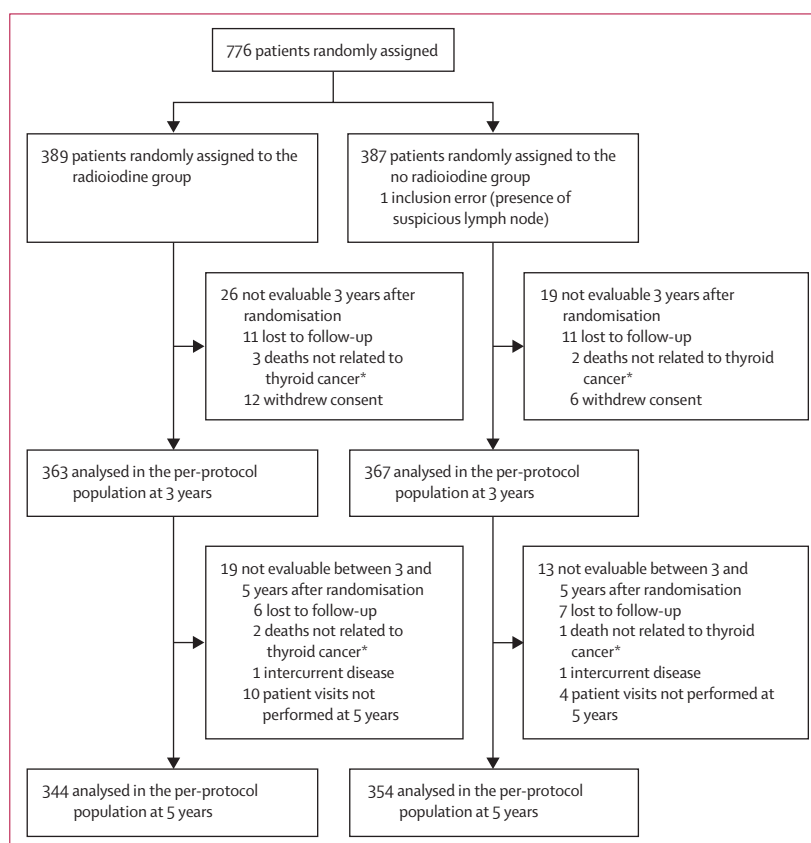 776 patients randomly assigned
389 patients randomly assigned to the
radioiodine group
387 patients randomly assigned to the
no radioiodine group
1 inclusion error (presence of
suspicious lymph node)
26 not evaluable 3 years after
randomisation
11 lost to follow-up
3 deaths not related to
thyroid cancer*
12 withdrew consent
19 not evaluable 3 years after
randomisation
11 lost to follow-up
2 deaths not related to
thyroid cancer*
6 withdrew consent
363 analysed in the per-protocol
population at 3 years
367 analysed in the per-protocol
population at 3 years
19 not evaluable between 3 and
5 years after randomisation
6 lost to follow-up
2 deaths not related to
thyroid cancer*
1 intercurrent disease
10 patient visits not
performed at 5 years
13 not evaluable between 3 and
5 years after randomisation
7 lost to follow-up
1 death not related to thyroid
cancer*
1 intercurrent disease
4 patient visits not performed at
5 years
344 analysed in the per-protocol
population at 5 years
354 analysed in the per-protocol
population at 5 years